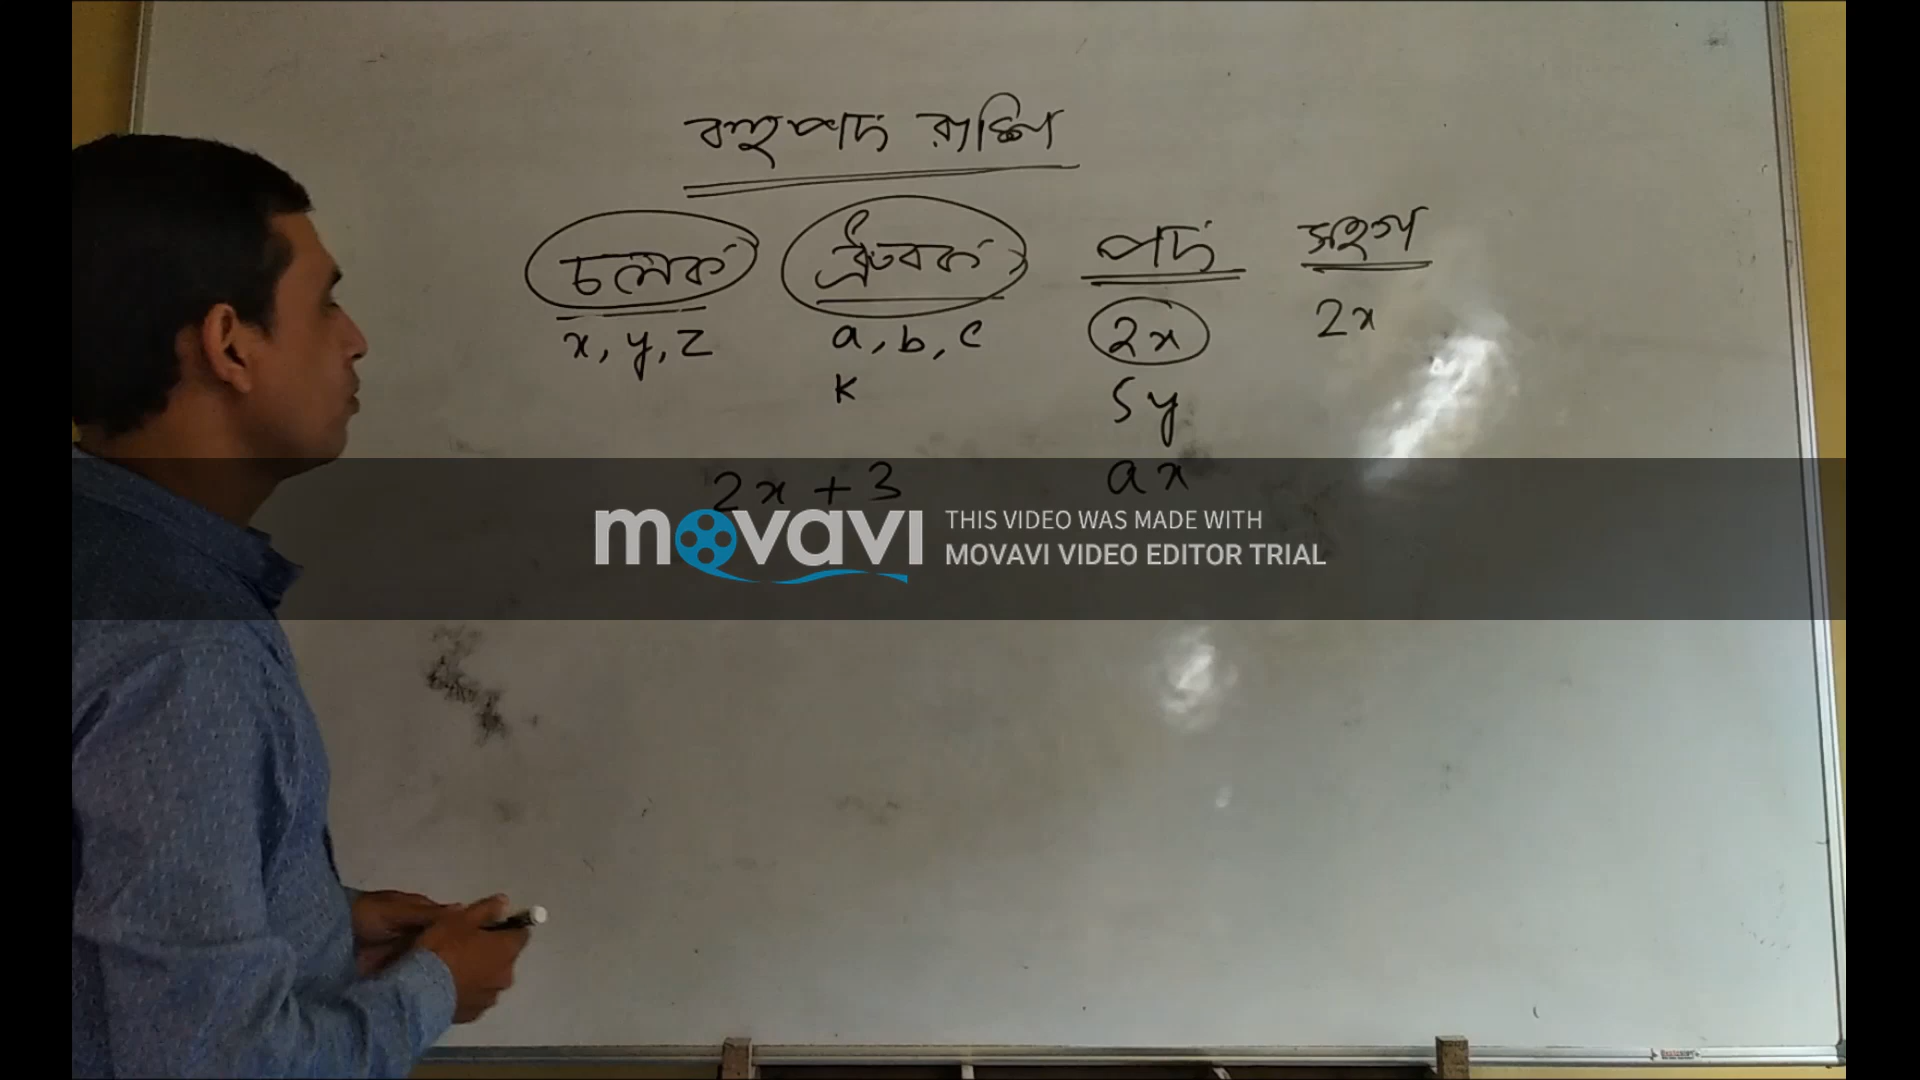 বহুপদ রাশি
চলক ধ্রুবক পদ সহগ
x, y, z a, b, c 2x 2x
k 5y
2x + 3 ax
movavi THIS VIDEO WAS MADE WITH
MOVAVI VIDEO EDITOR TRIAL